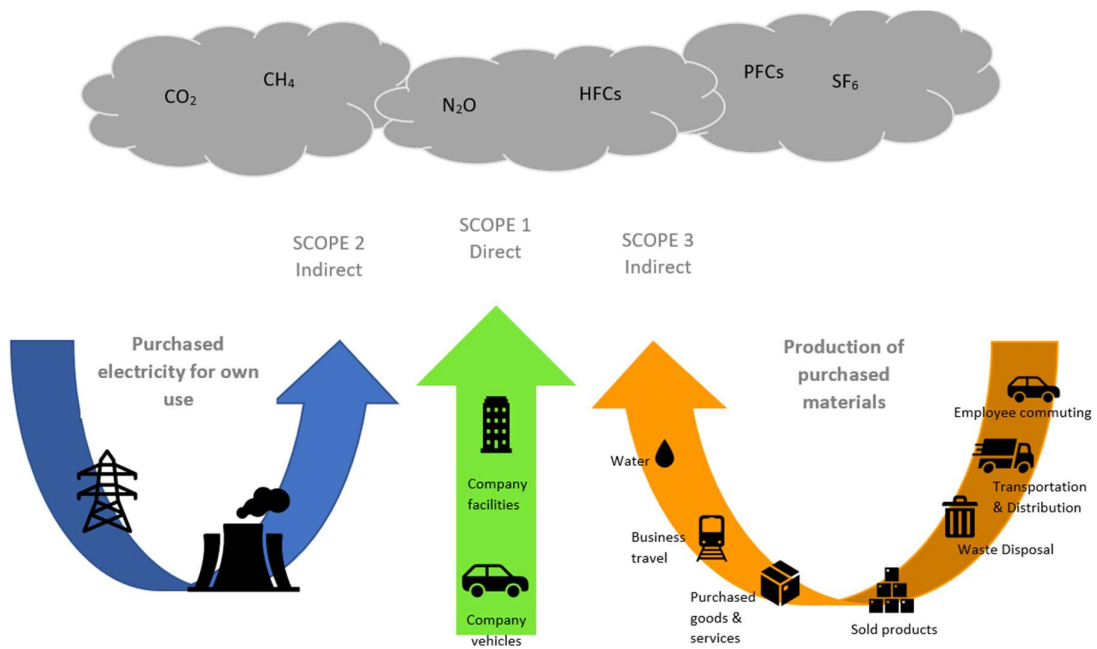 CO₂
CH₄
N₂O
HFCs
PFCs
SF₆
SCOPE 2
Indirect
SCOPE 1
Direct
SCOPE 3
Indirect
Purchased
electricity for own
use
Company
facilities
Company
vehicles
Production of
purchased
materials
Water
Business
travel
Purchased
goods &
services
Sold products
Waste Disposal
Transportation
& Distribution
Employee commuting